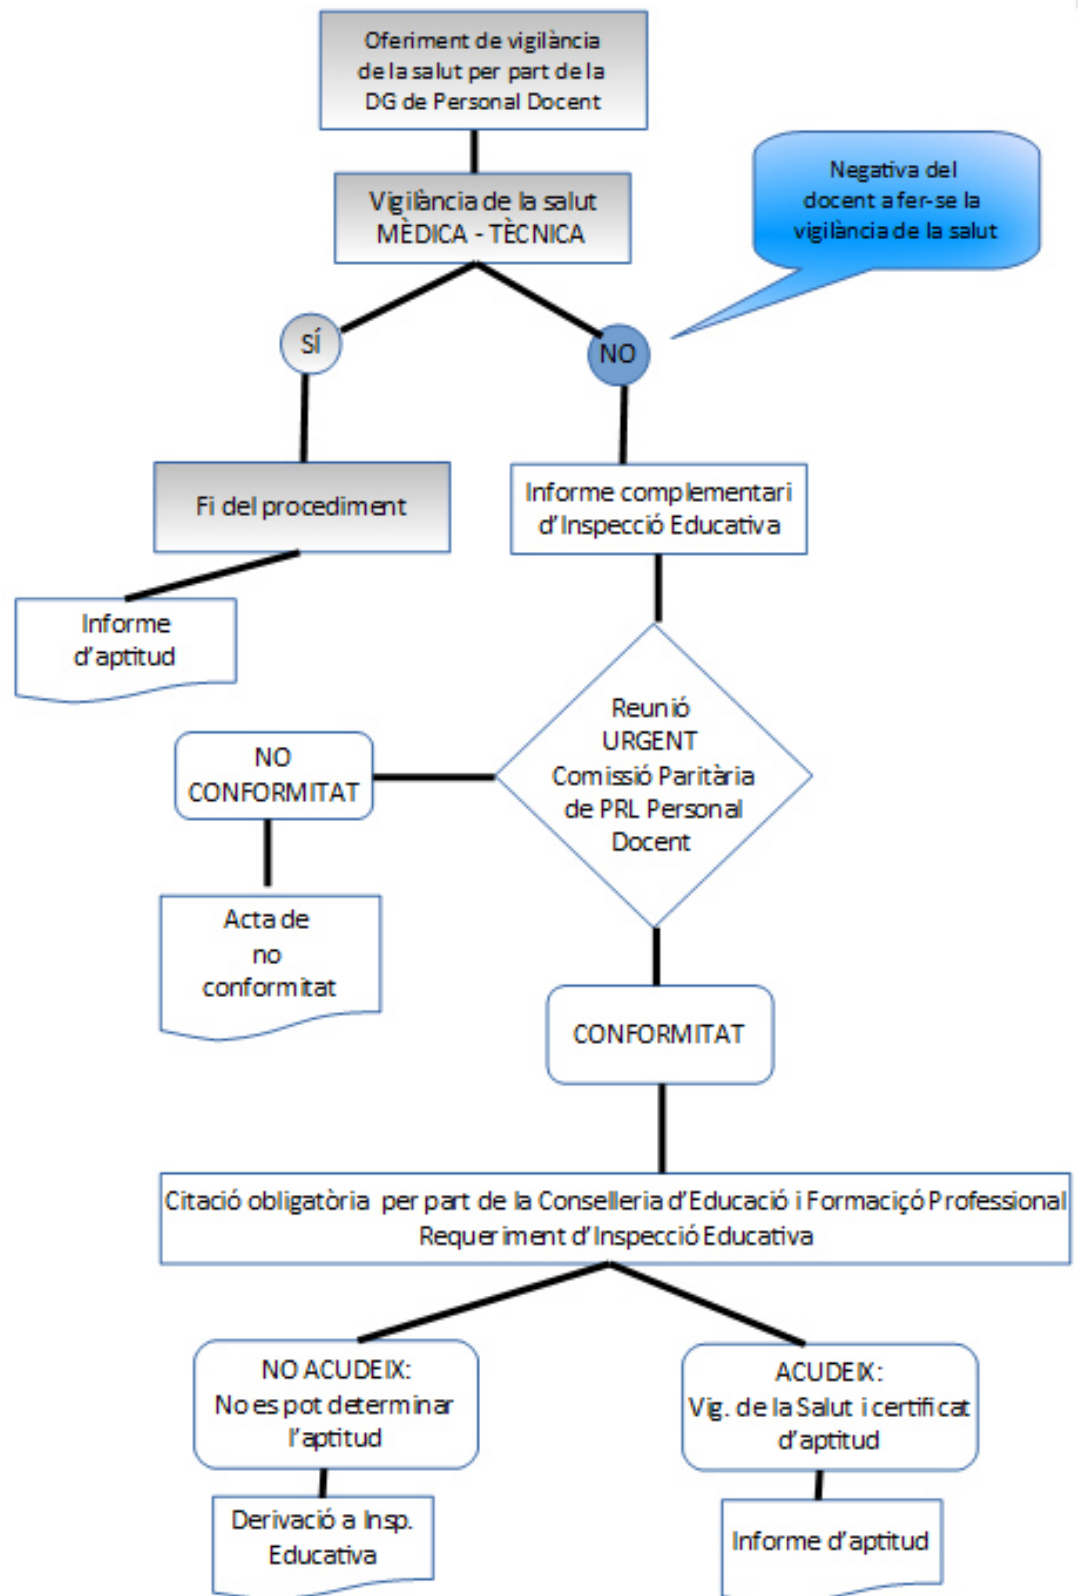 Oferiment de vigilància
de la salut per part de la
DG de Personal Docent
Vigilància de la salut
MÈDICA - TÈCNICA
Negativa del
docent a fer-se la
vigilància de la salut
SÍ
NO
Fi del procediment
Informe complementari
d'Inspecció Educativa
Informe
d'aptitud
Reunió
URGENT
Comissió Paritària
de PRL Personal
Docent
NO
CONFORMITAT
Acta de
no
conformitat
CONFORMITAT
Citació obligatòria per part de la Conselleria d'Educació i Formaiçó Professional
Requeriment d'Inspecció Educativa
NO ACUDEIX:
No es pot determinar
l'aptitud
ACUDEIX:
Vig. de la Salut i certificat
d'aptitud
Derivació a Insp.
Educativa
Informe d'aptitud